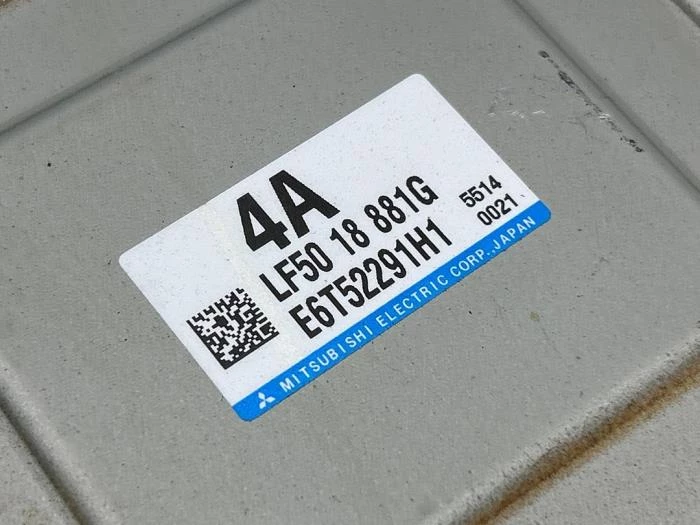 4A
LF50 18 881G
5514
E6T52291H1
0021
MITSUBISHI ELECTRIC CORP., JAPAN